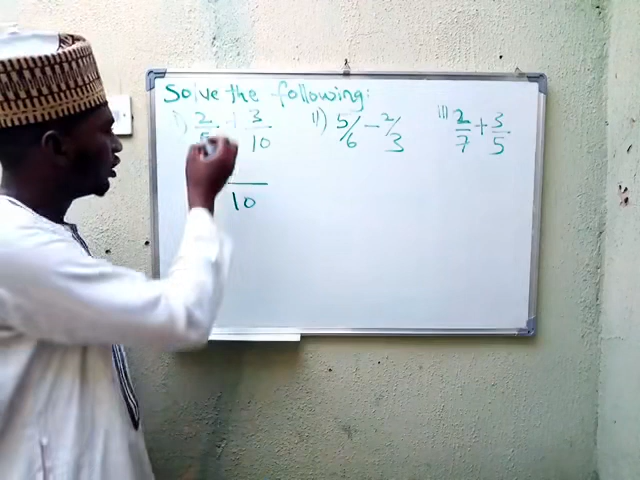 Solve the following:
i) 2/5 + 3/10 ii) 5/6 - 2/3 iii) 2/7 + 3/5
10